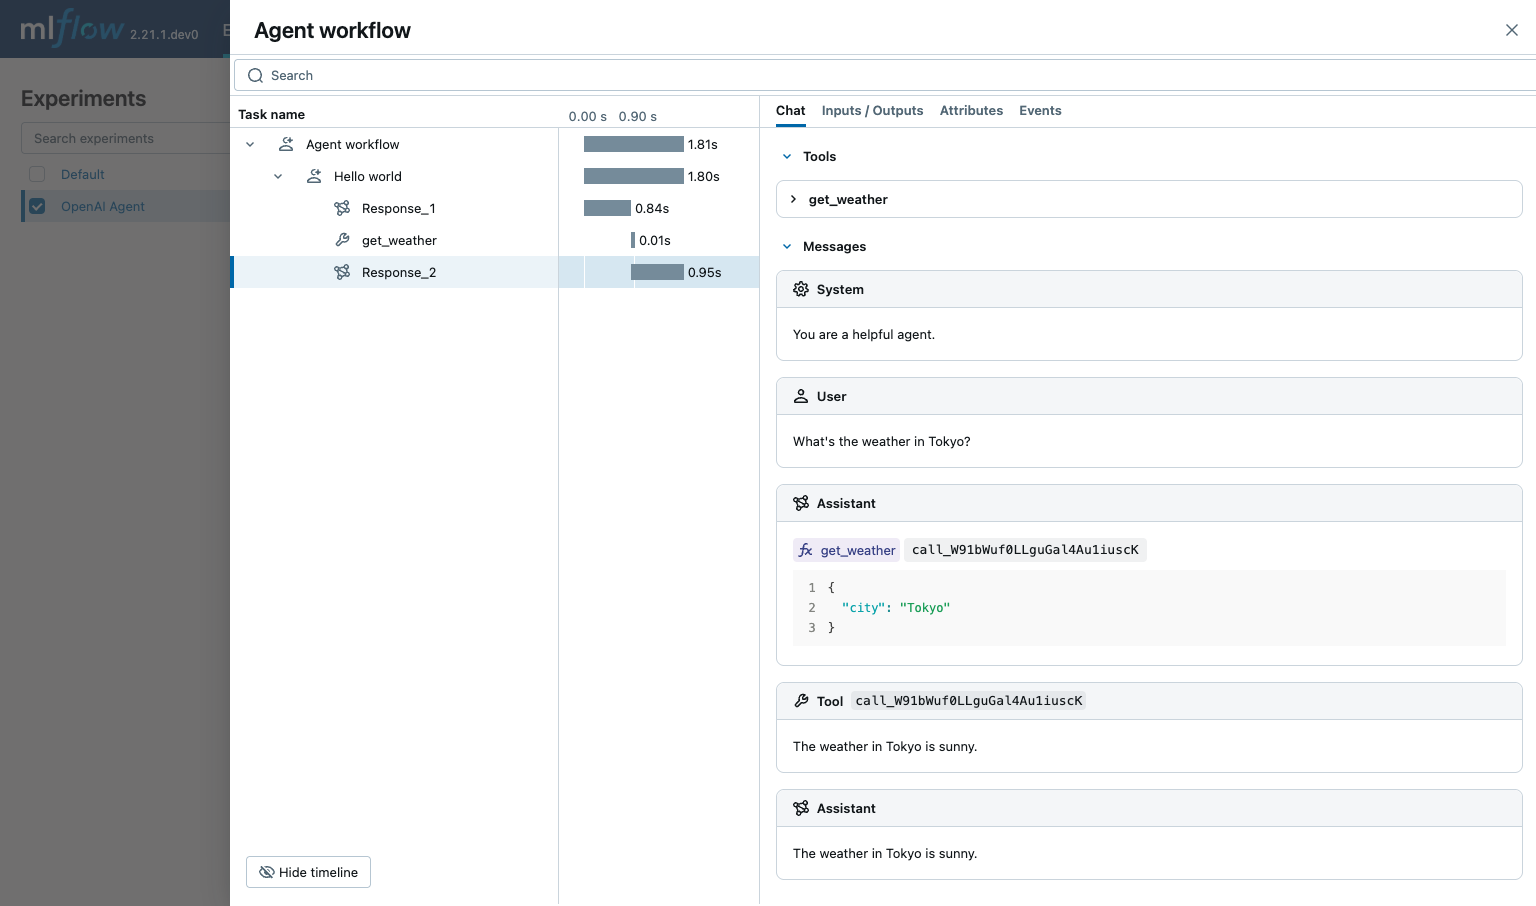 mlflow 2.21.1.dev0
Experiments
Search experiments
Default
OpenAI Agent
Agent workflow
Search
Task name 0.00 s 0.90 s
Agent workflow 1.81s
Hello world 1.80s
Response_1 0.84s
get_weather 0.01s
Response_2 0.95s
Hide timeline
Chat Inputs / Outputs Attributes Events
Tools
get_weather
Messages
System
You are a helpful agent.
User
What's the weather in Tokyo?
Assistant
fx get_weather call_W91bWuf0LLguGal4Au1iuscK
1 {
2 "city": "Tokyo"
3 }
Tool call_W91bWuf0LLguGal4Au1iuscK
The weather in Tokyo is sunny.
Assistant
The weather in Tokyo is sunny.